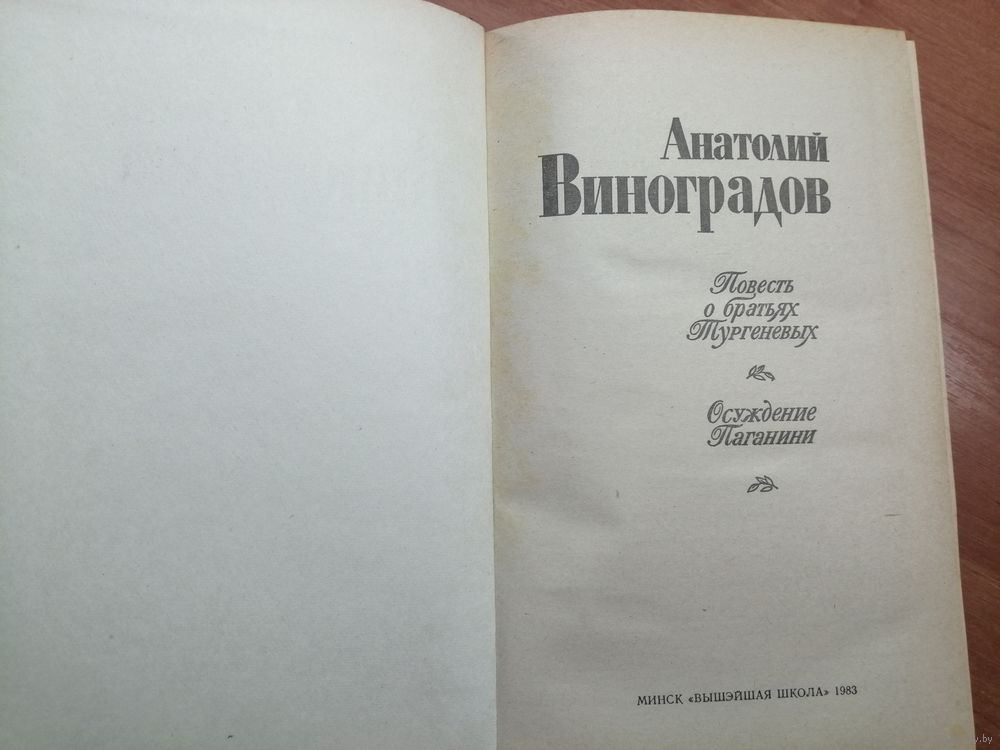 Анатолий
Виноградов
Повесть
о братьях
Тургеневых
Осуждение
Паганини
МИНСК «ВЫШЭЙШАЯ ШКОЛА» 1983